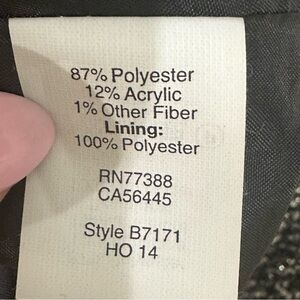 87% Polyester
12% Acrylic
1% Other Fiber
Lining:
100% Polyester
RN77388
CA56445
Style B7171
HO 14